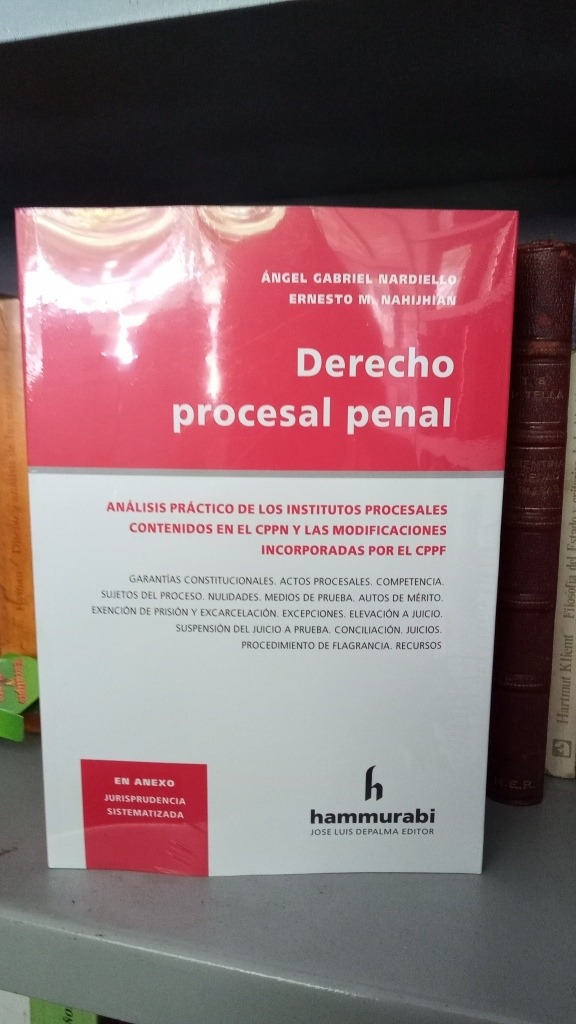 ÁNGEL GABRIEL NARDIELLO
ERNESTO M. NAHIJHIAN
Derecho
procesal penal
ANÁLISIS PRÁCTICO DE LOS INSTITUTOS PROCESALES
CONTENIDOS EN EL CPPN Y LAS MODIFICACIONES
INCORPORADAS POR EL CPPF
GARANTÍAS CONSTITUCIONALES. ACTOS PROCESALES. COMPETENCIA.
SUJETOS DEL PROCESO. NULIDADES. MEDIOS DE PRUEBA. AUTOS DE MÉRITO.
EXENCIÓN DE PRISIÓN Y EXCARCELACIÓN. EXCEPCIONES. ELEVACIÓN A JUICIO.
SUSPENSIÓN DEL JUICIO A PRUEBA. CONCILIACIÓN. JUICIOS.
PROCEDIMIENTO DE FLAGRANCIA. RECURSOS
EN ANEXO
JURISPRUDENCIA
SISTEMATIZADA
h
hammurabi
JOSE LUIS DEPALMA EDITOR
H.E.R.
Hartmut Kliemt Filosofía del Estado